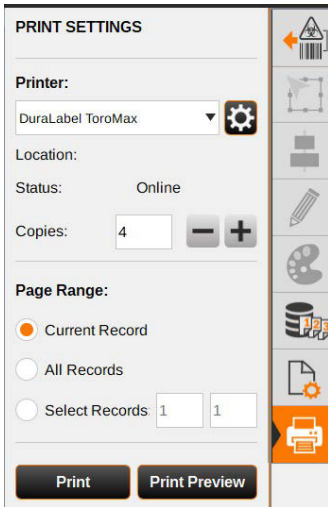 PRINT SETTINGS
Printer:
DuraLabel ToroMax
Location:
Status: Online
Copies: 4
Page Range:
Current Record
All Records
Select Records: 1 1
Print Print Preview
123